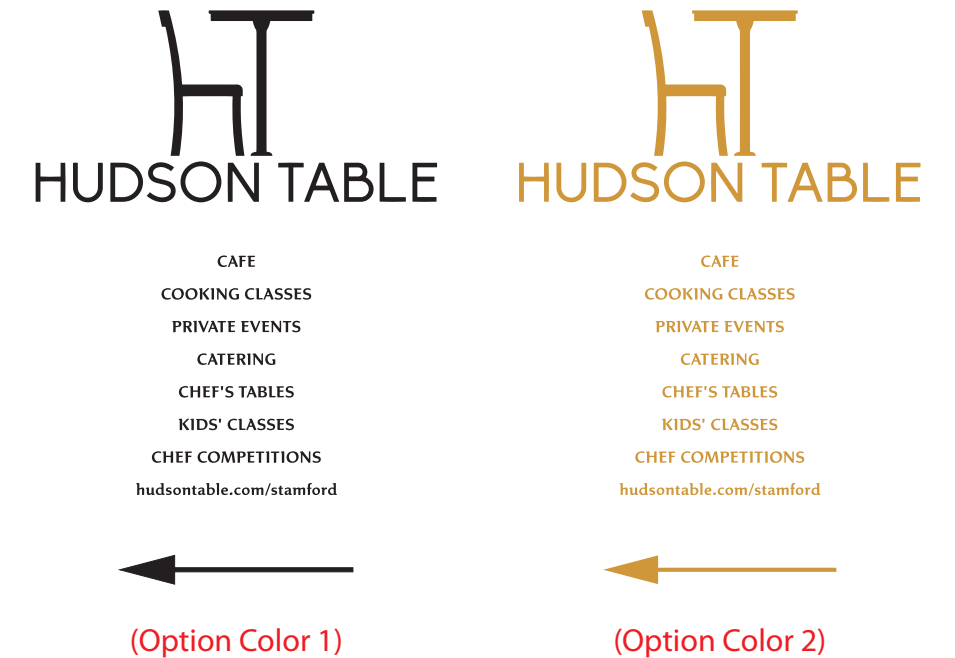 HUDSON TABLE
CAFE
COOKING CLASSES
PRIVATE EVENTS
CATERING
CHEF'S TABLES
KIDS' CLASSES
CHEF COMPETITIONS
hudsontable.com/stamford
(Option Color 1)
HUDSON TABLE
CAFE
COOKING CLASSES
PRIVATE EVENTS
CATERING
CHEF'S TABLES
KIDS' CLASSES
CHEF COMPETITIONS
hudsontable.com/stamford
(Option Color 2)